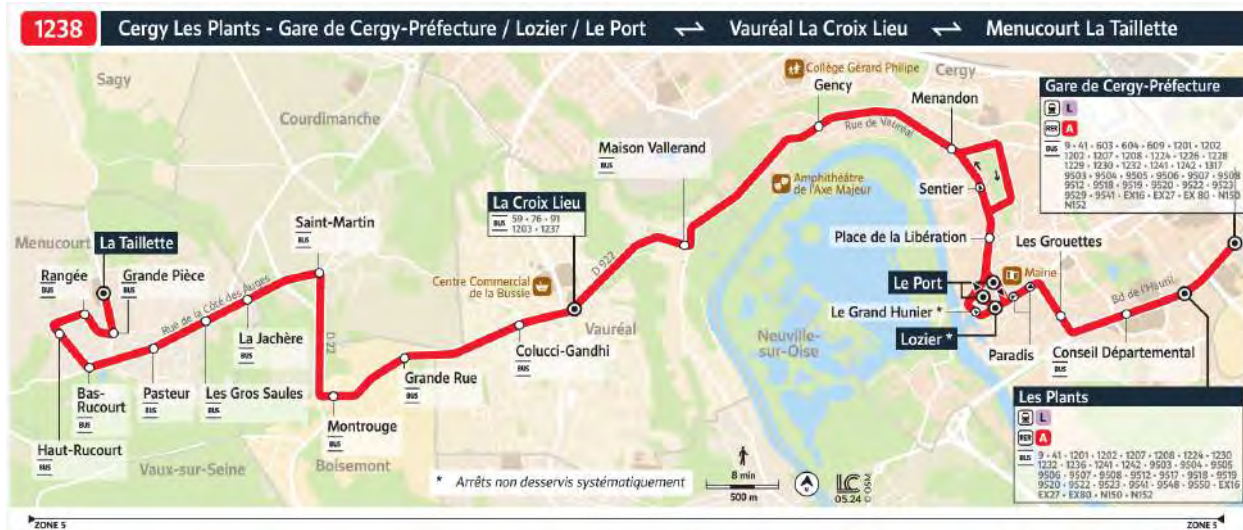 1238 Cergy Les Plants - Gare de Cergy-Préfecture / Lozier / Le Port Vauréal La Croix Lieu Menucourt La Taillette
Sagy
Courdimanche
Collège Gérard Philipe
Gency
Cergy
Menandon
Rue de Vauréal
Gare de Cergy-Préfecture
L
RER A
BUS 9 • 41 • 603 • 604 • 609 • 1201 • 1202
1202 • 1207 • 1208 • 1224 • 1226 • 1228
1229 • 1230 • 1232 • 1241 • 1242 • 1317
9503 • 9504 • 9505 • 9506 • 9507 • 9508
9512 • 9518 • 9519 • 9520 • 9522 • 9523
9529 • 9541 • EX16 • EX27 • EX 80 • N150
N152
Maison Vallerand
BUS
Amphithéâtre
de l'Axe Majeur
Sentier
La Croix Lieu
BUS 59 • 76 • 91
1203 • 1237
Saint-Martin
BUS
Menucourt
La Taillette
Rangée
BUS
Grande Pièce
BUS
Place de la Libération
Les Grouettes
D 922
Centre Commercial
de la Bussie
Mairie
Le Port
Bd de l'Hautil
Rue de la Côte des Auges
Le Grand Hunier *
La Jachère
BUS
D 22
Vauréal
Neuville-
sur-Oise
Lozier *
Paradis
Conseil Départemental
BUS
Colucci-Gandhi
BUS
Grande Rue
BUS
Bas-
Rucourt
BUS
Pasteur
BUS
Les Gros Saules
BUS
Les Plants
L
RER A
BUS 9 • 41 • 1201 • 1202 • 1207 • 1208 • 1224 • 1230
1232 • 1236 • 1241 • 1242 • 9503 • 9504 • 9505
9506 • 9507 • 9508 • 9512 • 9517 • 9518 • 9519
9520 • 9522 • 9523 • 9541 • 9548 • 9550 • EX16
EX27 • EX80 • N150 • N152
Montrouge
BUS
Haut-Rucourt
BUS
Vaux-sur-Seine
Boisemont
* Arrêts non desservis systématiquement
8 min
500 m
LC
05.24
© OSM
ZONE 5
ZONE 5